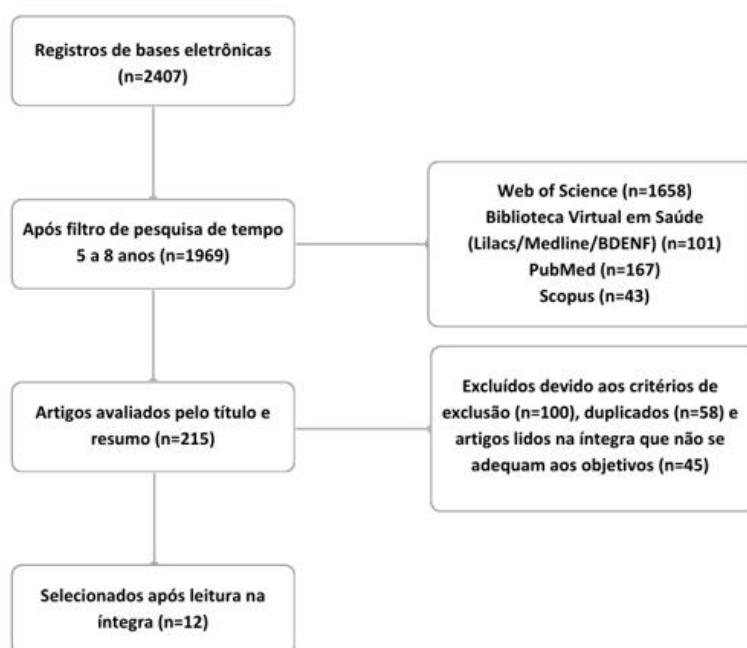 Registros de bases eletrônicas
(n=2407)
Após filtro de pesquisa de tempo
5 a 8 anos (n=1969)
Web of Science (n=1658)
Biblioteca Virtual em Saúde
(Lilacs/Medline/BDENF) (n=101)
PubMed (n=167)
Scopus (n=43)
Artigos avaliados pelo título e
resumo (n=215)
Excluídos devido aos critérios de
exclusão (n=100), duplicados (n=58) e
artigos lidos na íntegra que não se
adequam aos objetivos (n=45)
Selecionados após leitura na
íntegra (n=12)